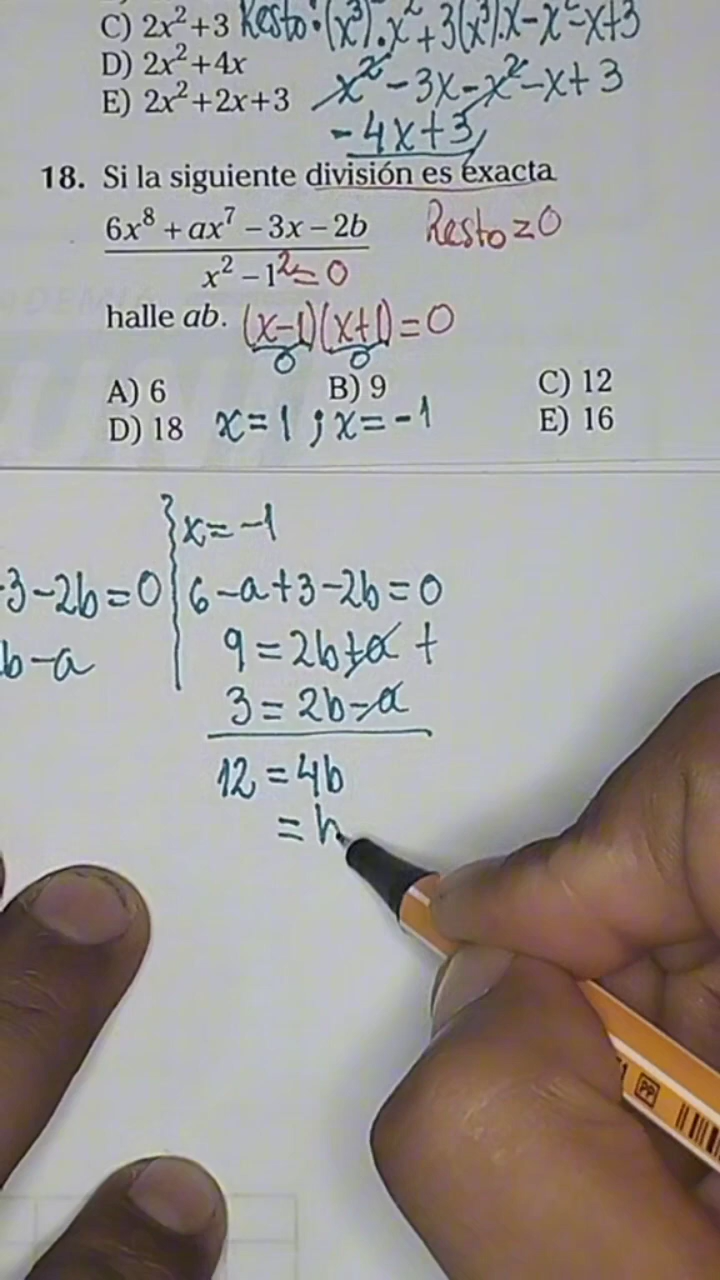 C) 2x²+3 Resto: (x³)·x²+3(x³)·x-x²-x+3
D) 2x²+4x
x²-3x-x²-x+3
E) 2x²+2x+3
-4x+3
18. Si la siguiente división es exacta
6x⁸ + ax⁷ - 3x - 2b
Resto=0
x² - 1²=0
halle ab. (x-1)(x+1)=0
0 0
A) 6 B) 9 C) 12
D) 18 x=1 ; x=-1 E) 16
x=-1
3-2b=0 6-a+3-2b=0
b-a 9=2b+a +
3=2b-a
12=4b
=b
PP